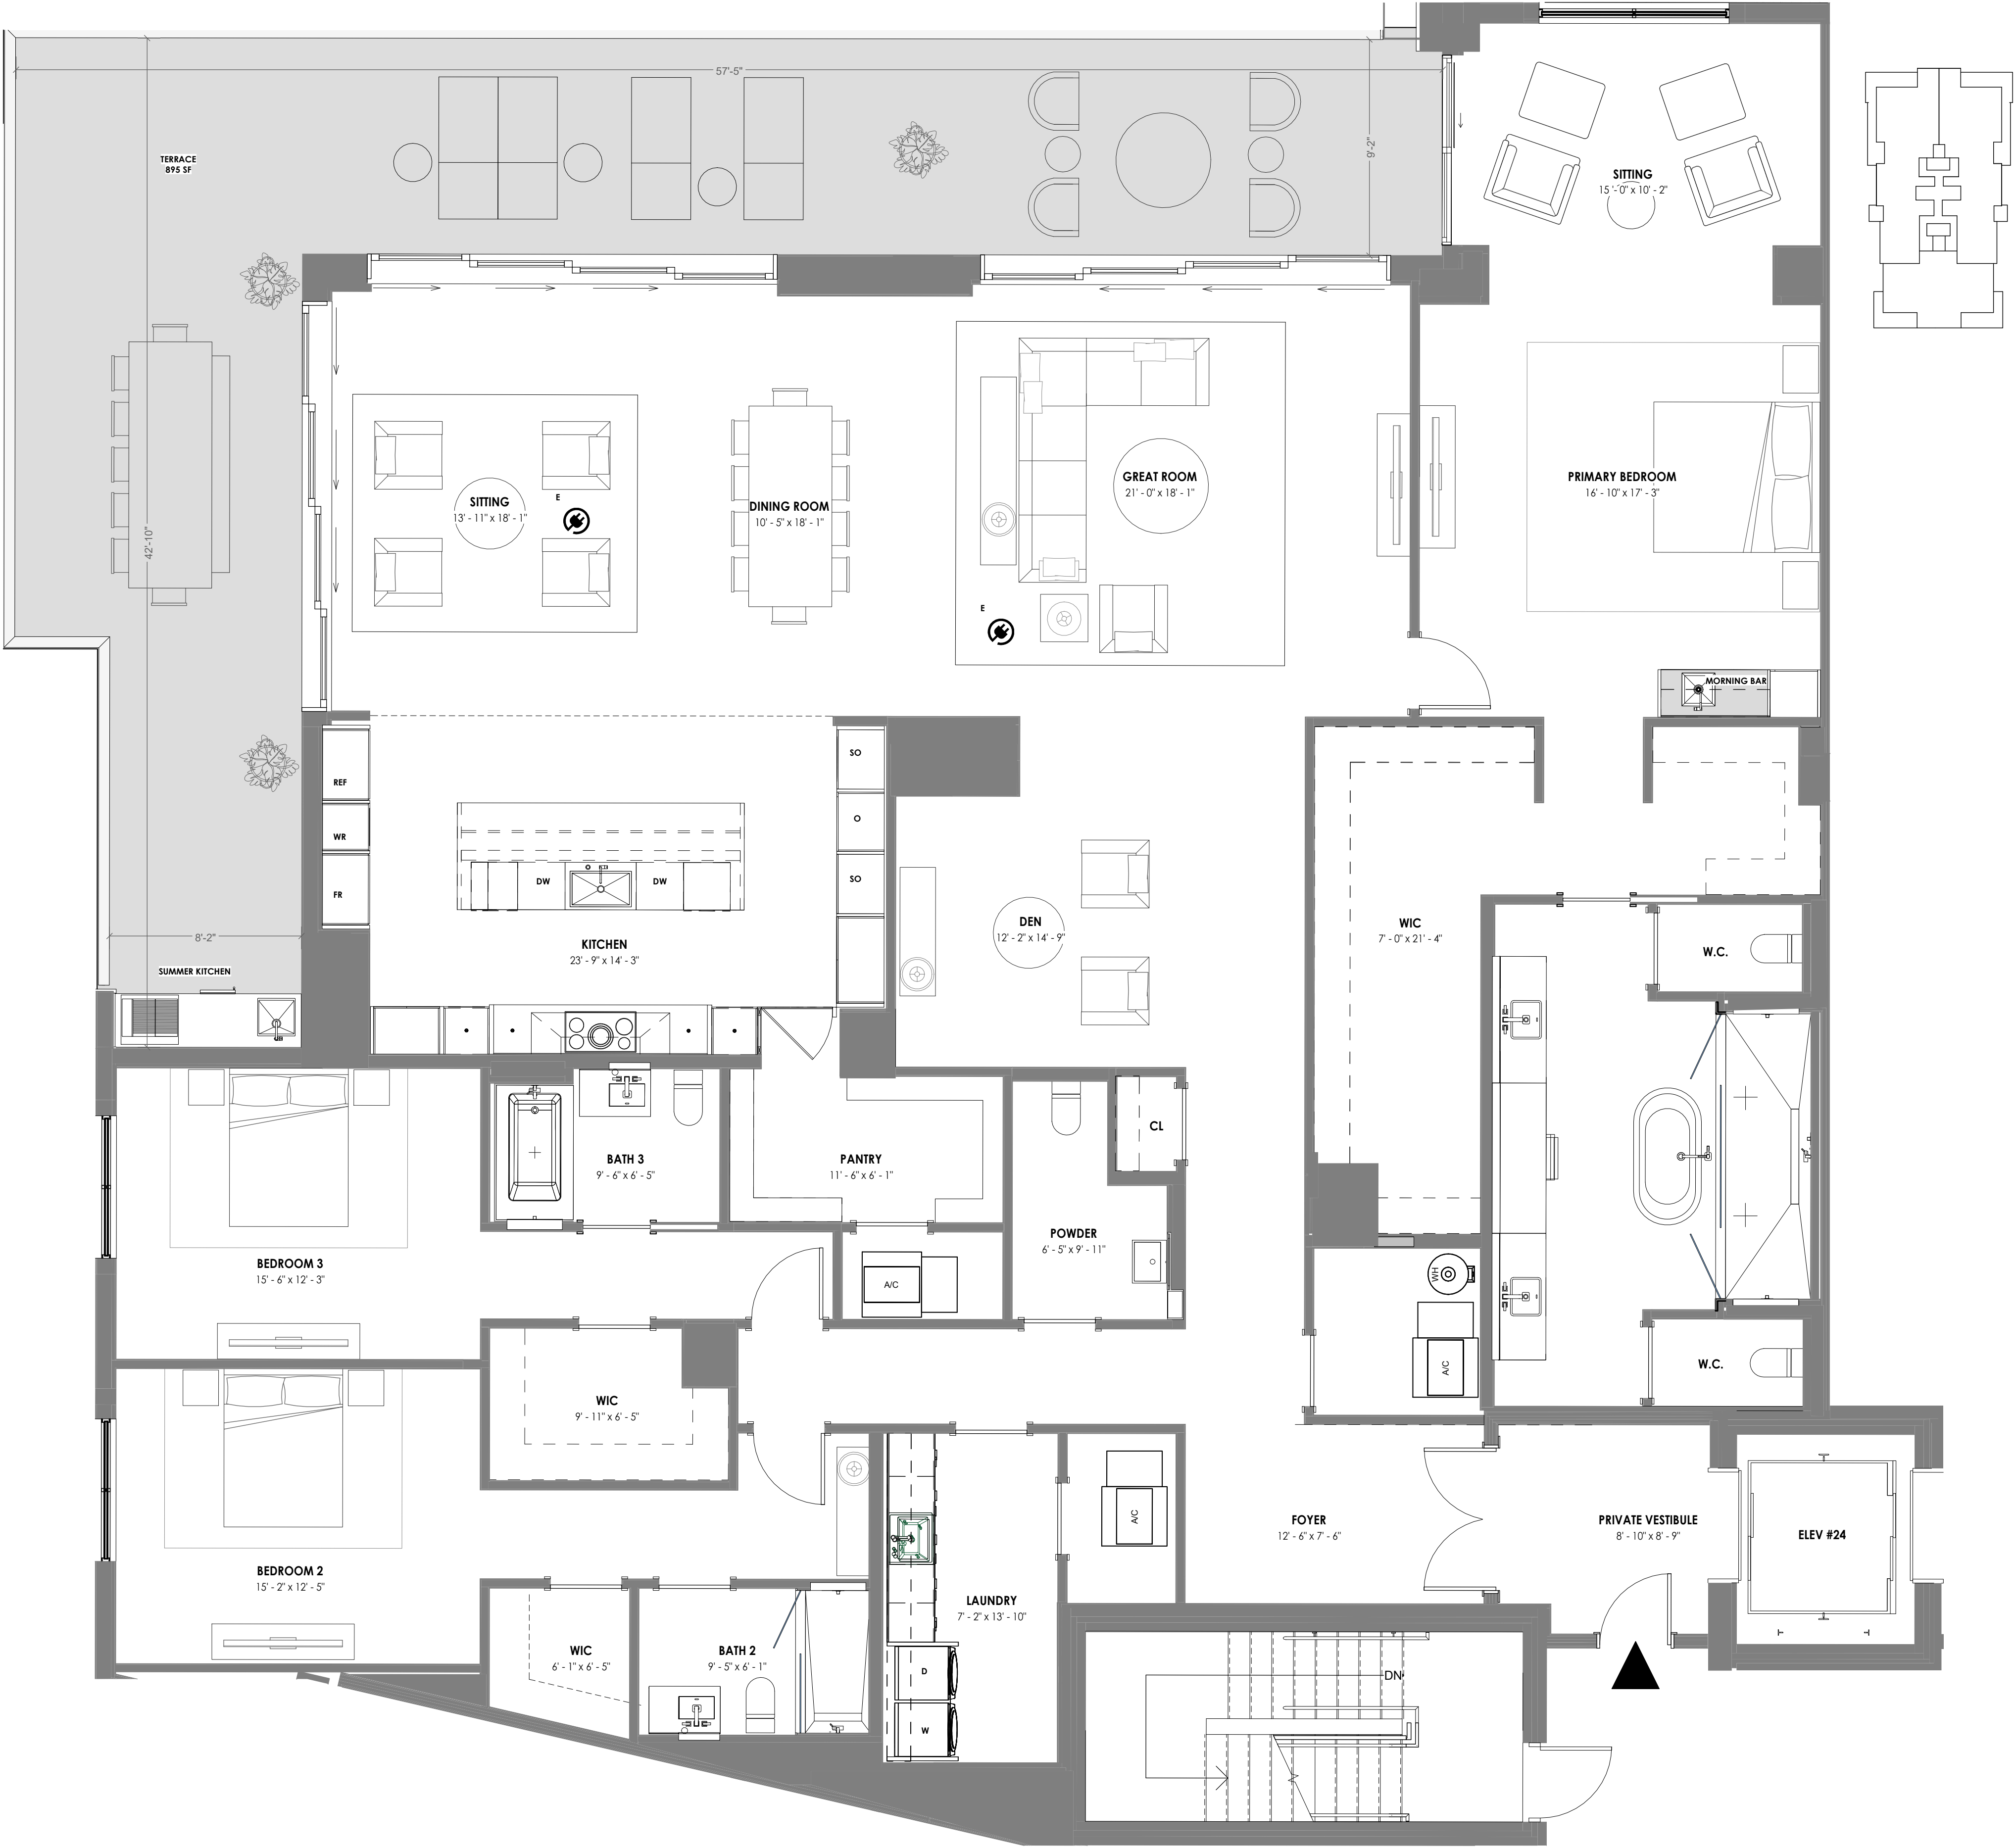 57'-5"
TERRACE
895 SF
9'-2"
SITTING
15 '- 0" x 10' - 2"
42'-10"
SITTING
13' - 11" x 18' - 1"
E
DINING ROOM
10' - 5" x 18' - 1"
GREAT ROOM
21' - 0" x 18' - 1"
E
PRIMARY BEDROOM
16' - 10" x 17' - 3"
MORNING BAR
REF
WR
FR
SO
O
SO
DW
DW
KITCHEN
23' - 9" x 14' - 3"
DEN
12' - 2" x 14' - 9"
WIC
7' - 0" x 21' - 4"
W.C.
8'-2"
SUMMER KITCHEN
BATH 3
9' - 6" x 6' - 5"
PANTRY
11' - 6" x 6' - 1"
CL
POWDER
6' - 5" x 9' - 11"
BEDROOM 3
15' - 6" x 12' - 3"
A/C
WH
A/C
W.C.
WIC
9' - 11" x 6' - 5"
A/C
FOYER
12' - 6" x 7' - 6"
PRIVATE VESTIBULE
8' - 10" x 8' - 9"
ELEV #24
BEDROOM 2
15' - 2" x 12' - 5"
LAUNDRY
7' - 2" x 13' - 10"
WIC
6' - 1" x 6' - 5"
BATH 2
9' - 5" x 6' - 1"
D
W
DN